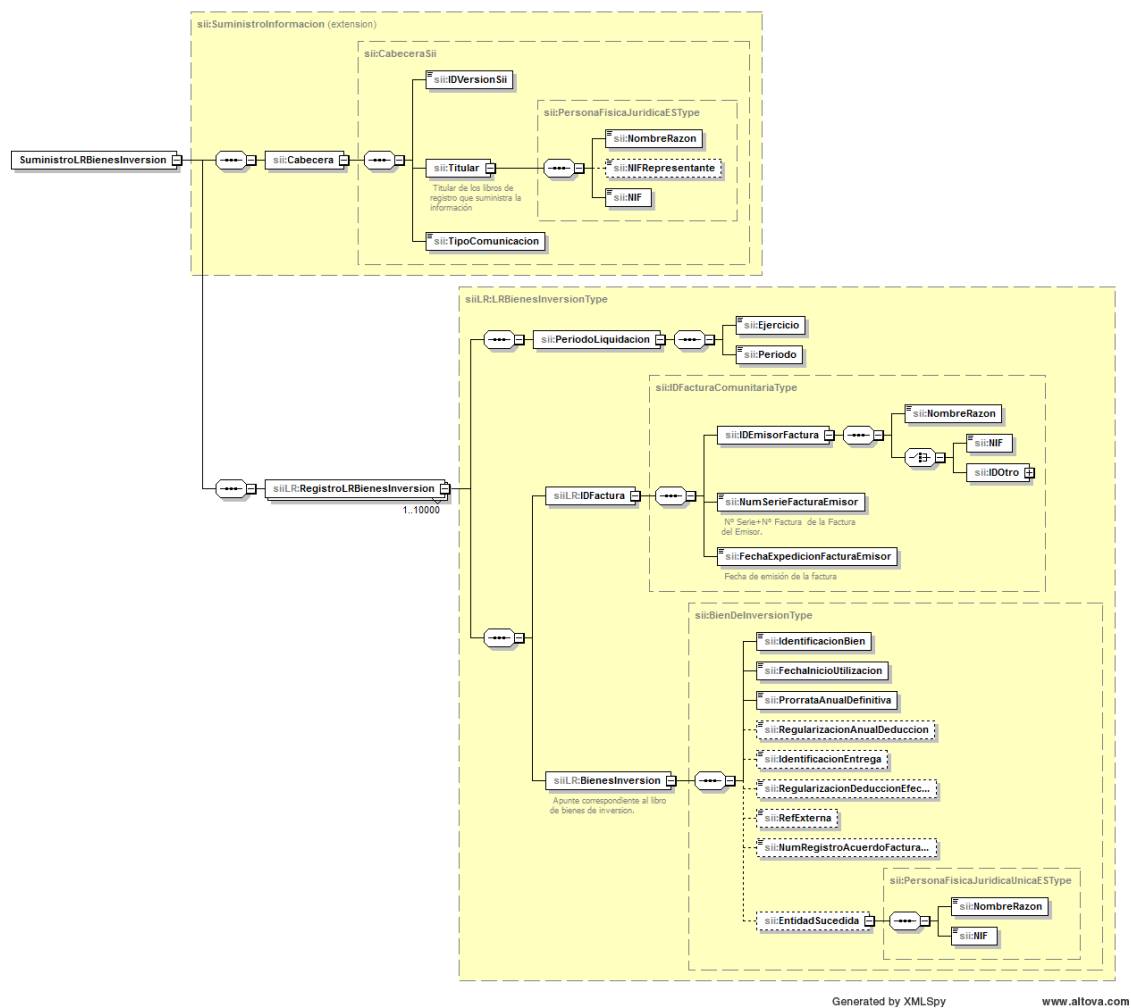 sii:SuministroInformacion (extension)
sii:CabeceraSii
sii:IDVersionSii
sii:PersonaFisicaJuridicaESType
sii:NombreRazon
SuministroLRBienesInversion
sii:Cabecera
sii:Titular
sii:NIFRepresentante
Titular de los libros de
registro que suministra la
información
sii:NIF
sii:TipoComunicacion
siiLR:LRBienesInversionType
sii:PeriodoLiquidacion
sii:Ejercicio
sii:Periodo
sii:IDFacturaComunitariaType
sii:NombreRazon
sii:IDEmisorFactura
sii:NIF
sii:IDOtro
siiLR:RegistroLRBienesInversion
1..10000
siiLR:IDFactura
sii:NumSerieFacturaEmisor
Nº Serie+Nº Factura de la Factura
del Emisor.
sii:FechaExpedicionFacturaEmisor
Fecha de emisión de la factura
sii:BienDeInversionType
sii:IdentificacionBien
sii:FechaInicioUtilizacion
sii:ProrrataAnualDefinitiva
sii:RegularizacionAnualDeduccion
sii:IdentificacionEntrega
siiLR:BienesInversion
Apunte correspondiente al libro
de bienes de inversion.
sii:RegularizacionDeduccionEfec...
sii:RefExterna
sii:NumRegistroAcuerdoFactura...
sii:PersonaFisicaJuridicaUnicaESType
sii:NombreRazon
sii:EntidadSucedida
sii:NIF
Generated by XMLSpy
www.altova.com